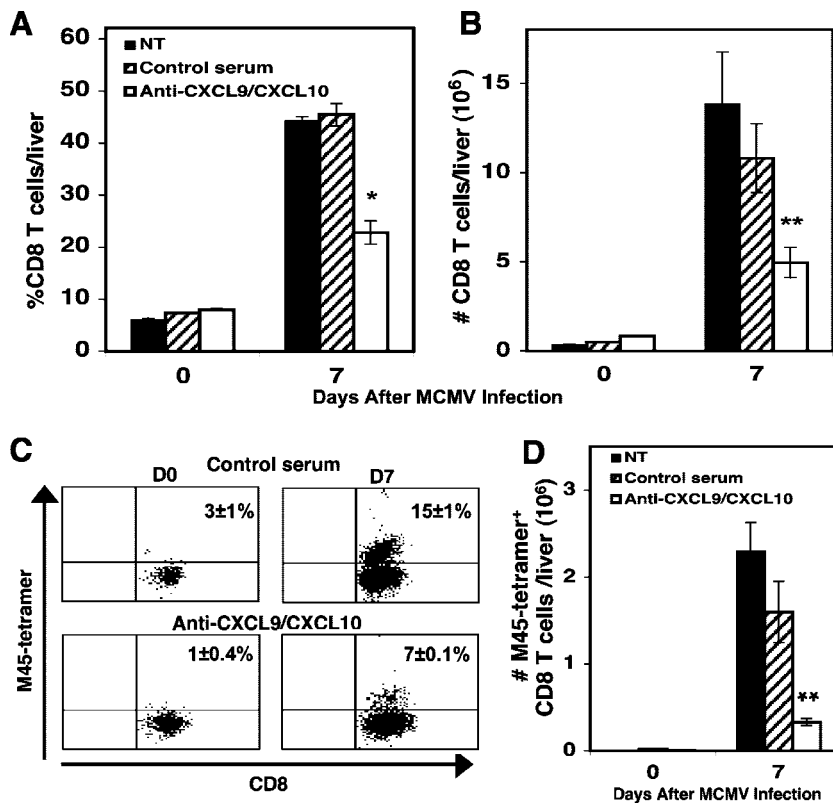 A
60
50
40
30
20
10
0
%CD8 T cells/liver
NT
Control serum
Anti-CXCL9/CXCL10
*
0
7
B
15
10
5
0
# CD8 T cells/liver (10⁶)
**
0
7
Days After MCMV Infection
C
Control serum
D0
D7
3±1%
15±1%
Anti-CXCL9/CXCL10
1±0.4%
7±0.1%
M45-tetramer
CD8
D
NT
Control serum
Anti-CXCL9/CXCL10
3
2
1
0
# M45-tetramer⁺
CD8 T cells /liver (10⁶)
**
0
7
Days After MCMV Infection